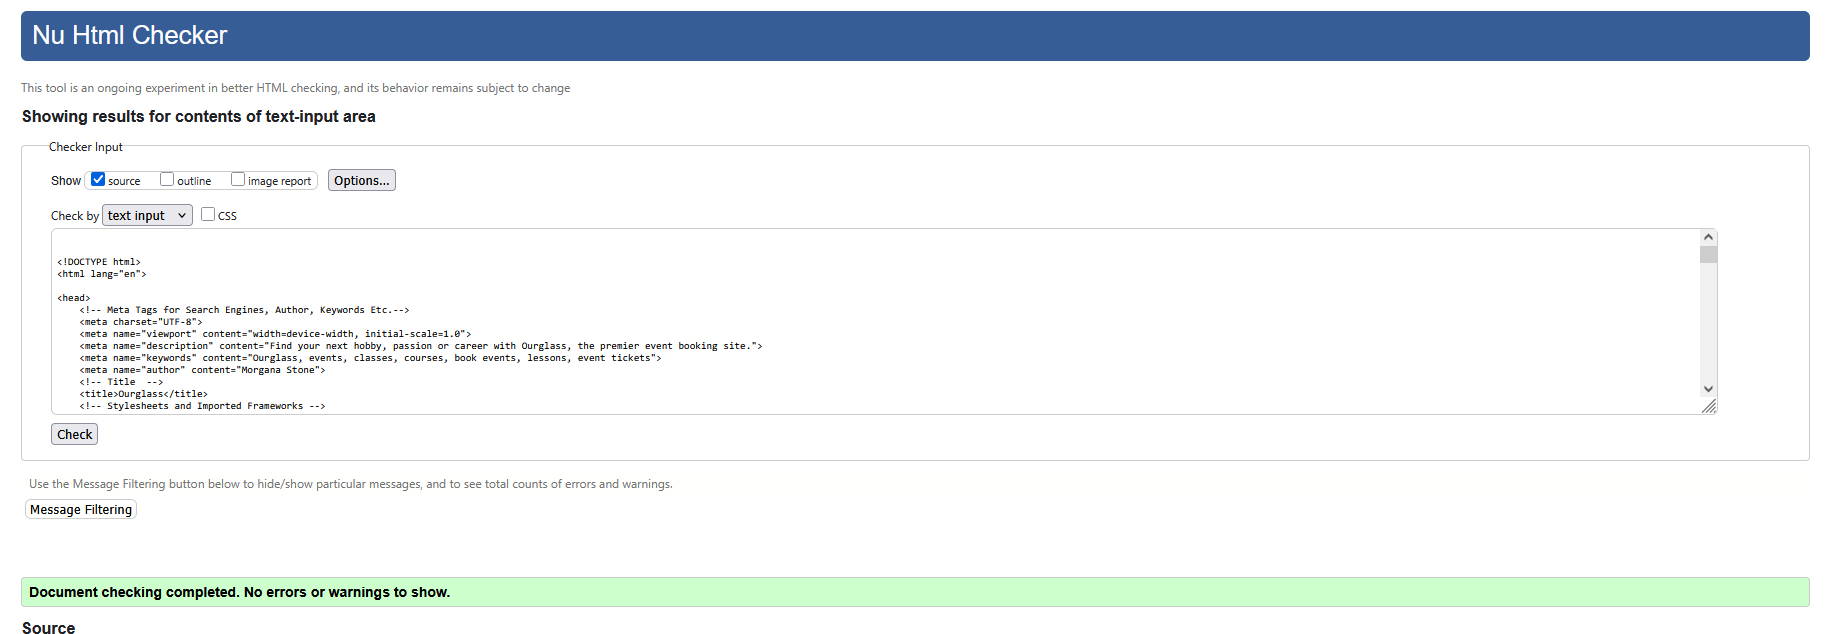 Nu Html Checker
This tool is an ongoing experiment in better HTML checking, and its behavior remains subject to change
Showing results for contents of text-input area
Checker Input
Show source outline image report Options...
Check by text input CSS
<!DOCTYPE html>
<html lang="en">
<head>
<!-- Meta Tags for Search Engines, Author, Keywords Etc.-->
<meta charset="UTF-8">
<meta name="viewport" content="width=device-width, initial-scale=1.0">
<meta name="description" content="Find your next hobby, passion or career with Ourglass, the premier event booking site.">
<meta name="keywords" content="Ourglass, events, classes, courses, book events, lessons, event tickets">
<meta name="author" content="Morgana Stone">
<!-- Title  -->
<title>Ourglass</title>
<!-- Stylesheets and Imported Frameworks -->
Check
Use the Message Filtering button below to hide/show particular messages, and to see total counts of errors and warnings.
Message Filtering
Document checking completed. No errors or warnings to show.
Source